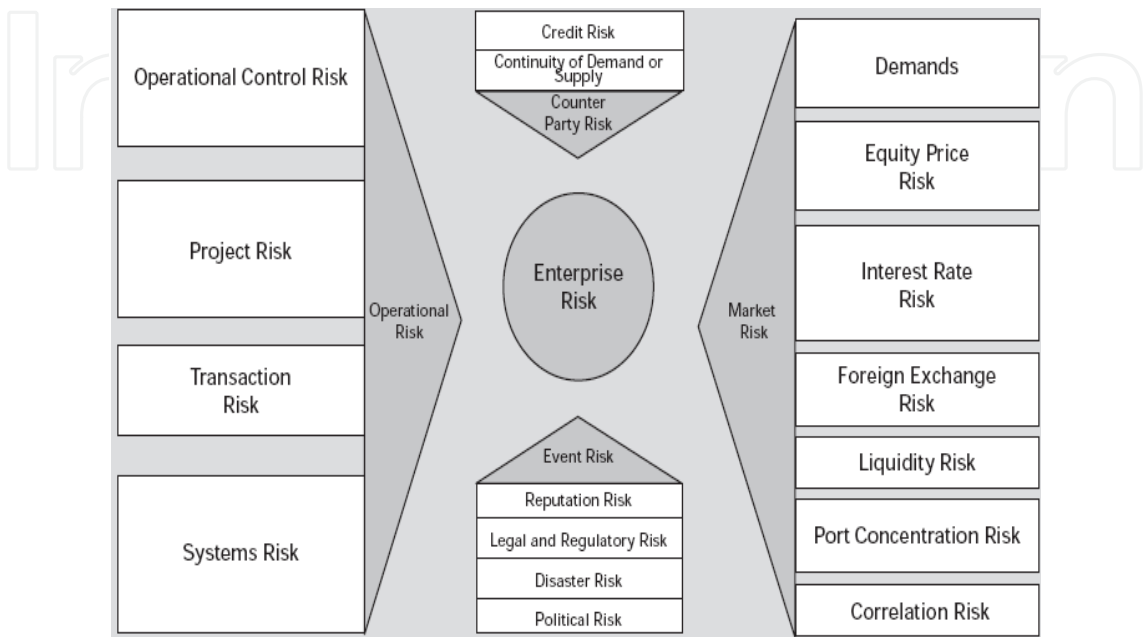 Operational Control Risk
Project Risk
Transaction
Risk
Systems Risk
Operational
Risk
Credit Risk
Continuity of Demand or
Supply
Counter
Party Risk
Enterprise
Risk
Event Risk
Reputation Risk
Legal and Regulatory Risk
Disaster Risk
Political Risk
Market
Risk
Demands
Equity Price
Risk
Interest Rate
Risk
Foreign Exchange
Risk
Liquidity Risk
Port Concentration Risk
Correlation Risk